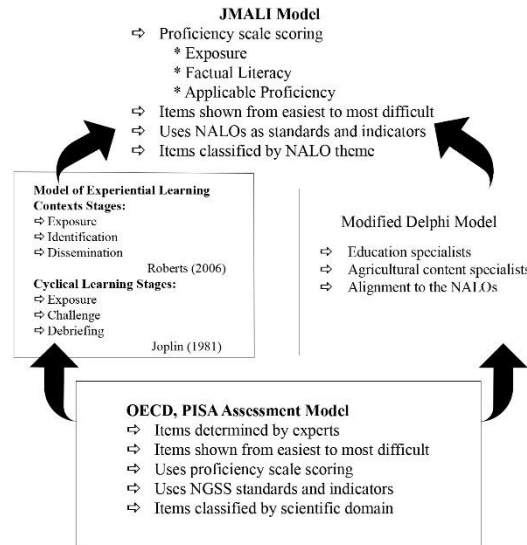 JMALI Model
⇨ Proficiency scale scoring
* Exposure
* Factual Literacy
* Applicable Proficiency
⇨ Items shown from easiest to most difficult
⇨ Uses NALOs as standards and indicators
⇨ Items classified by NALO theme
Model of Experiential Learning
Contexts Stages:
⇨ Exposure
⇨ Identification
⇨ Dissemination
Roberts (2006)
Cyclical Learning Stages:
⇨ Exposure
⇨ Challenge
⇨ Debriefing
Joplin (1981)
Modified Delphi Model
⇨ Education specialists
⇨ Agricultural content specialists
⇨ Alignment to the NALOs
OECD, PISA Assessment Model
⇨ Items determined by experts
⇨ Items shown from easiest to most difficult
⇨ Uses proficiency scale scoring
⇨ Uses NGSS standards and indicators
⇨ Items classified by scientific domain